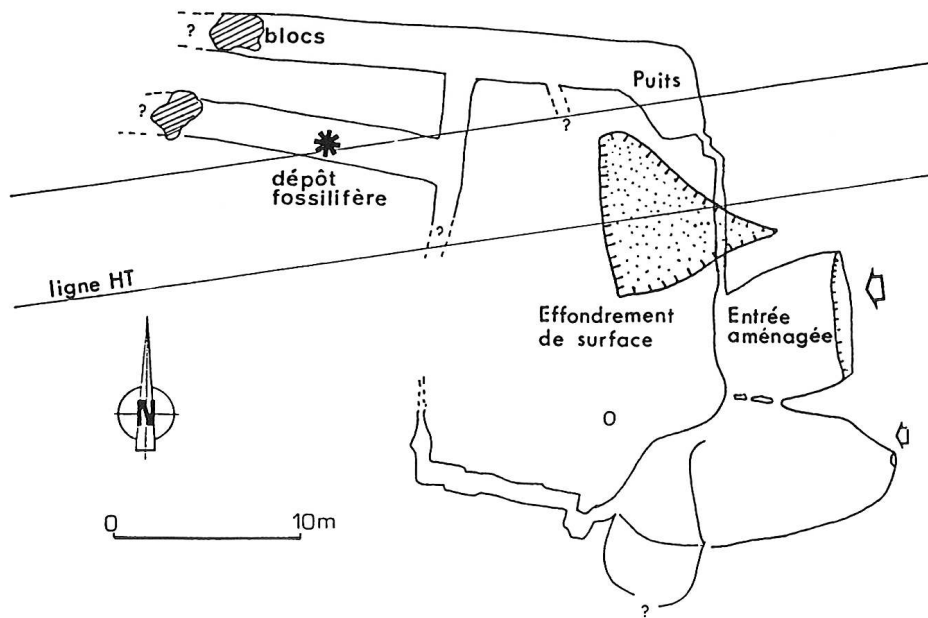 ?
blocs
Puits
?
?
dépôt
fossilifère
?
ligne HT
Effondrement
de surface
Entrée
aménagée
N
O
0
10m
?